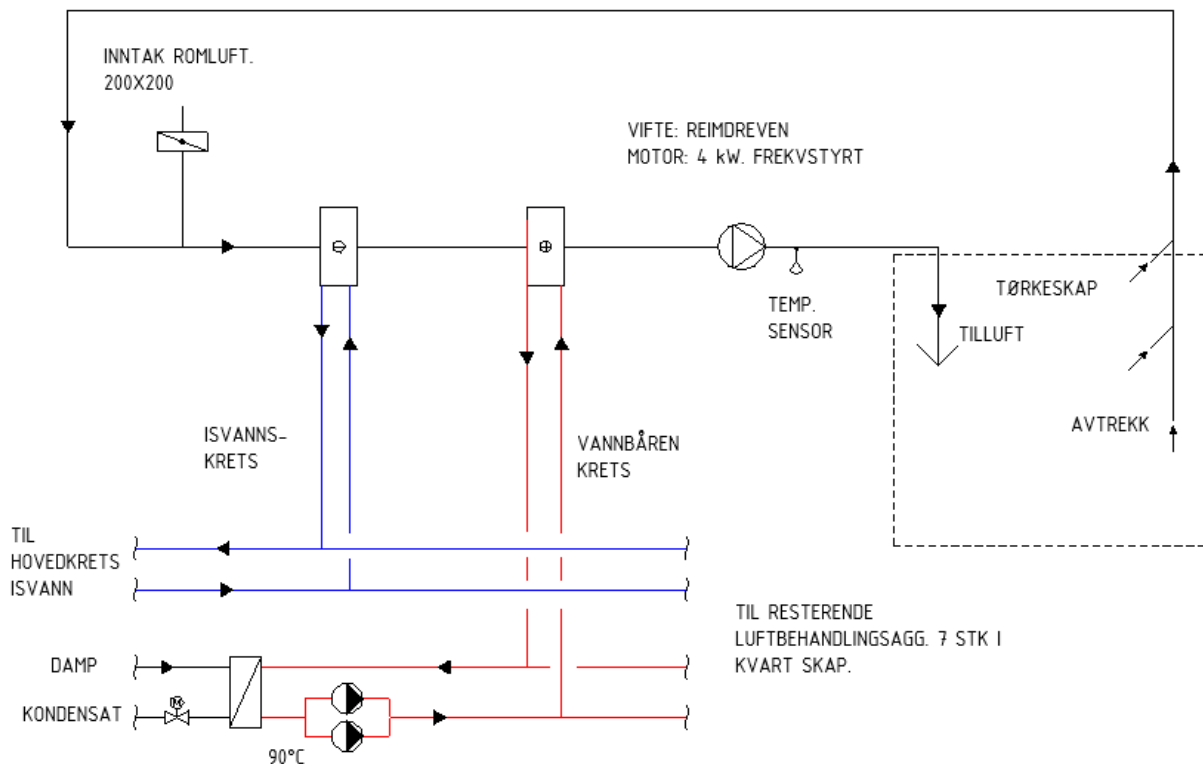 INNTAK ROMLUFT.
200X200
VIFTE: REIMDREVEN
MOTOR: 4 kW. FREKVSTYRT
TEMP.
SENSOR
TØRKESKAP
TILLUFT
AVTREKK
ISVANNS-
KRETS
VANNBÅREN
KRETS
TIL
HOVEDKRETS
ISVANN
TIL RESTERENDE
LUFTBEHANDLINGSAGG. 7 STK I
KVART SKAP.
DAMP
M
KONDENSAT
90°C